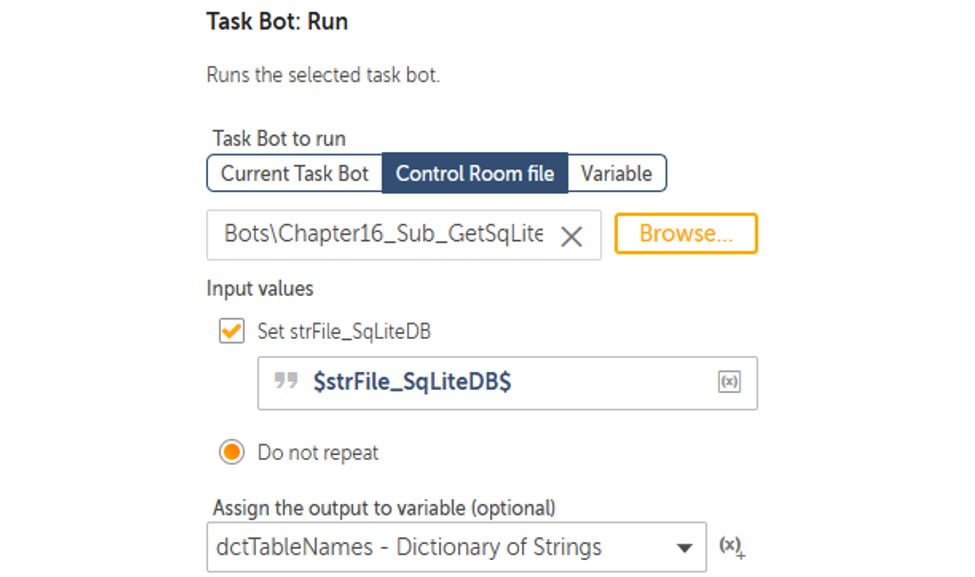 Task Bot: Run
Runs the selected task bot.
Task Bot to run
Current Task Bot Control Room file Variable
Bots\Chapter16_Sub_GetSqLite Browse...
Input values
Set strFile_SqLiteDB
$strFile_SqLiteDB$ (x)
Do not repeat
Assign the output to variable (optional)
dctTableNames - Dictionary of Strings (x)+